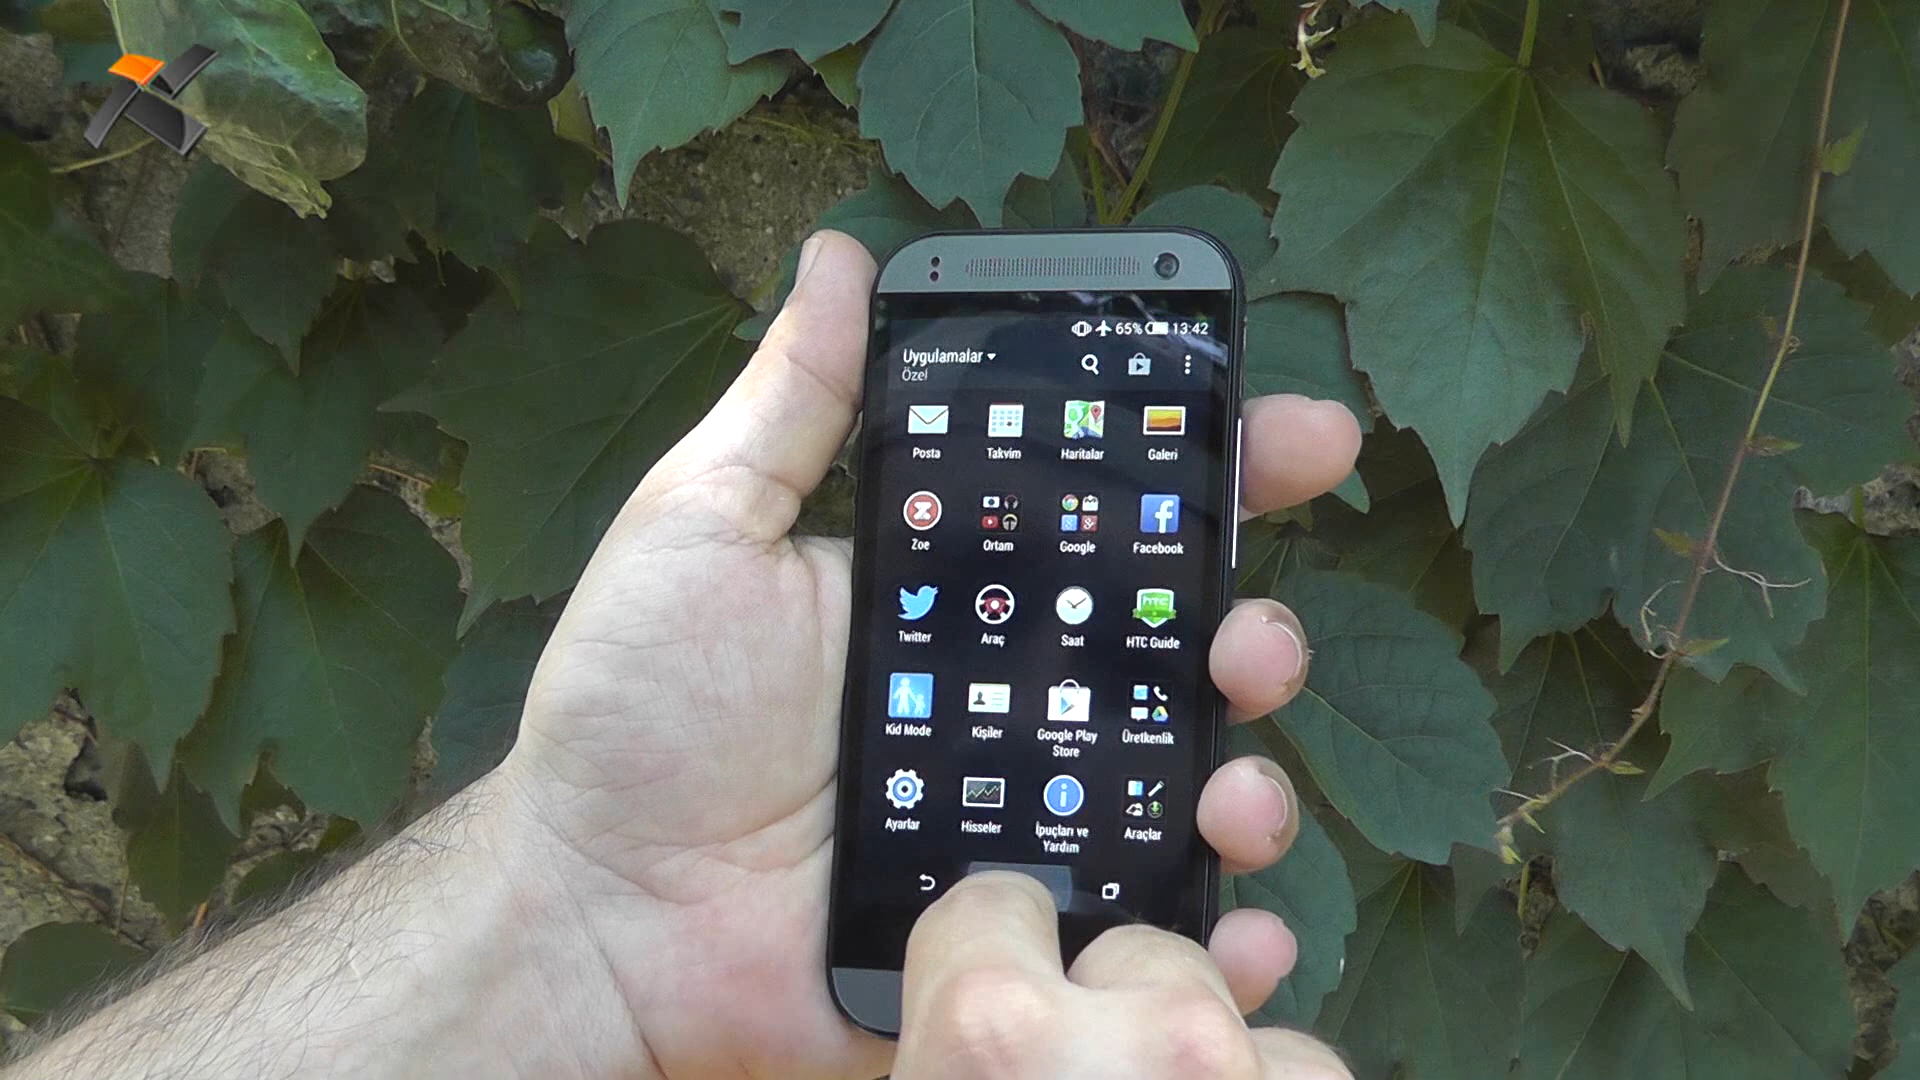 65% 13:42
Uygulamalar
Özel
Posta Takvim Haritalar Galeri
Zoe Ortam Google Facebook
Twitter Araç Saat HTC Guide
Kid Mode Kişiler Google Play Store Üretkenlik
Ayarlar Hisseler İpuçları ve Yardım Araçlar